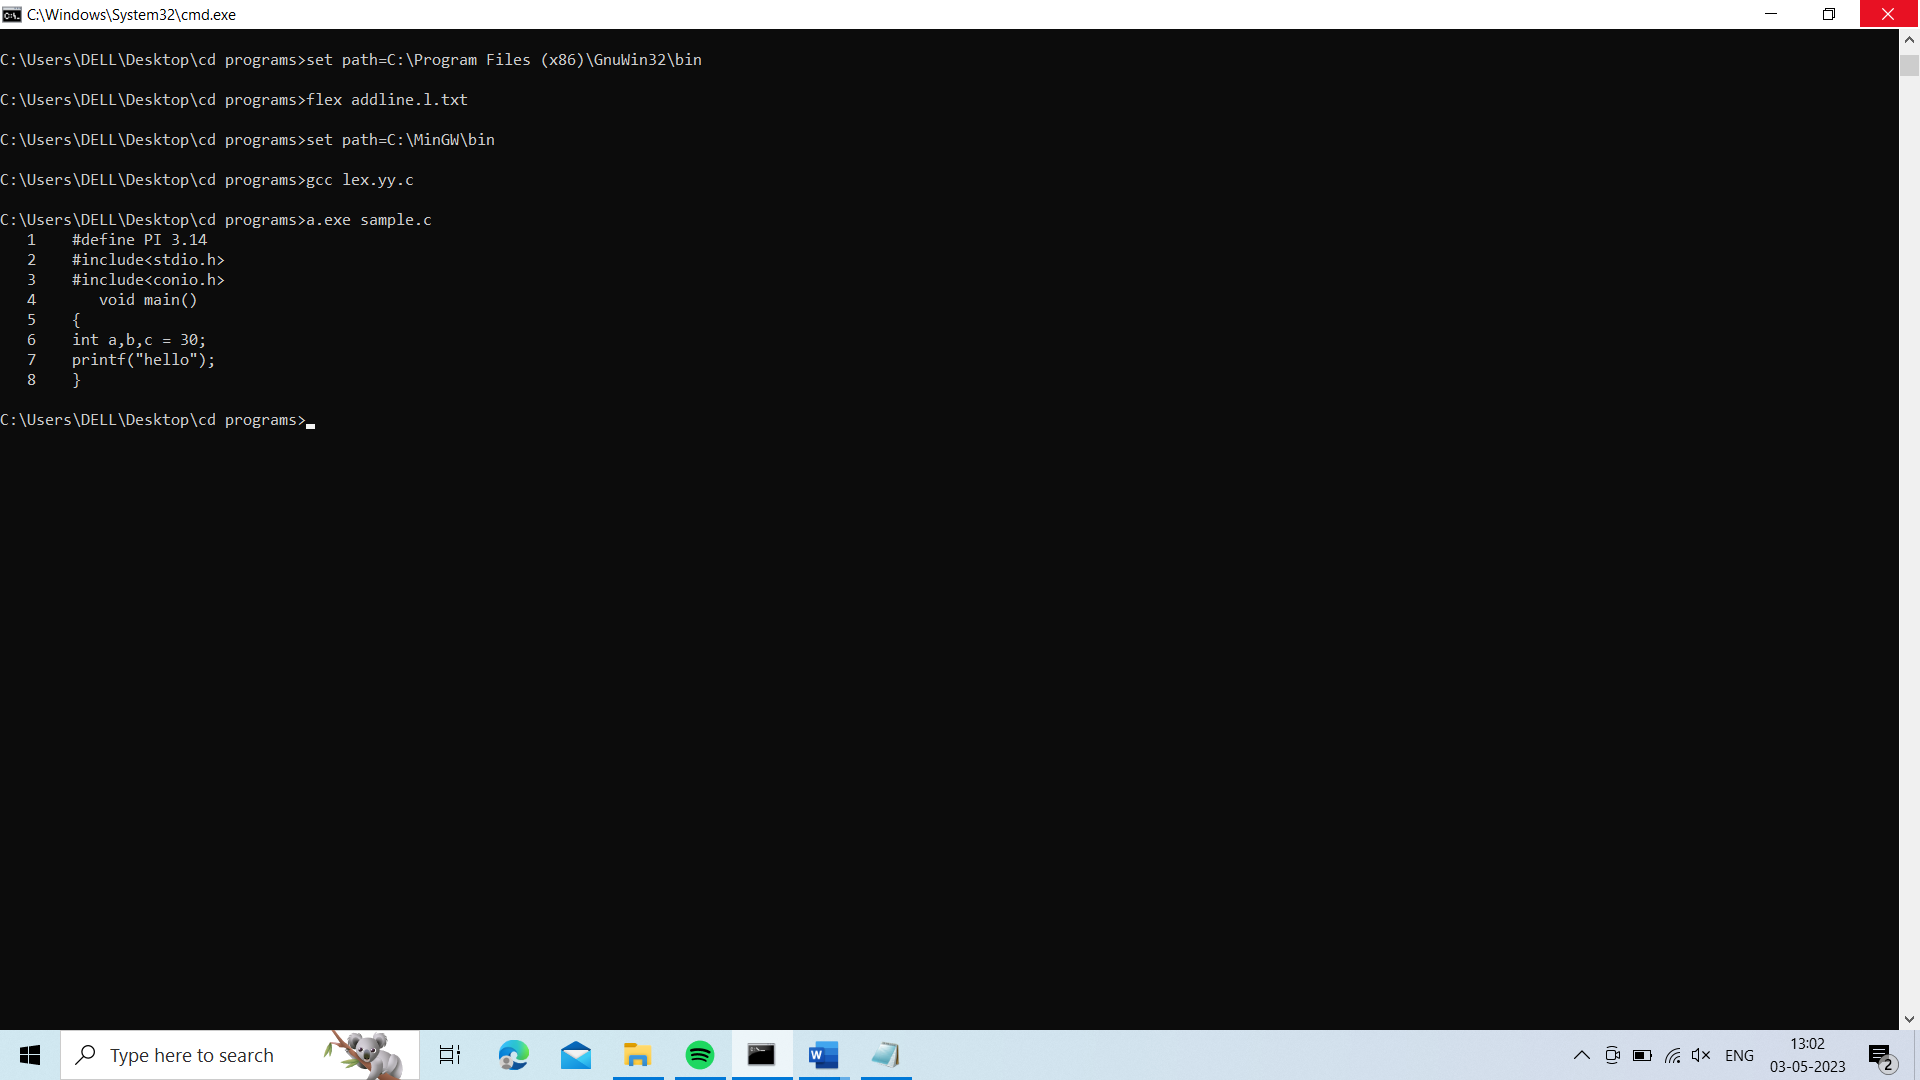 C:\Windows\System32\cmd.exe
C:\Users\DELL\Desktop\cd programs>set path=C:\Program Files (x86)\GnuWin32\bin
C:\Users\DELL\Desktop\cd programs>flex addline.l.txt
C:\Users\DELL\Desktop\cd programs>set path=C:\MinGW\bin
C:\Users\DELL\Desktop\cd programs>gcc lex.yy.c
C:\Users\DELL\Desktop\cd programs>a.exe sample.c
   1    #define PI 3.14
   2    #include<stdio.h>
   3    #include<conio.h>
   4       void main()
   5    {
   6    int a,b,c = 30;
   7    printf("hello");
   8    }
C:\Users\DELL\Desktop\cd programs>
Type here to search
W
ENG
13:02
03-05-2023
2